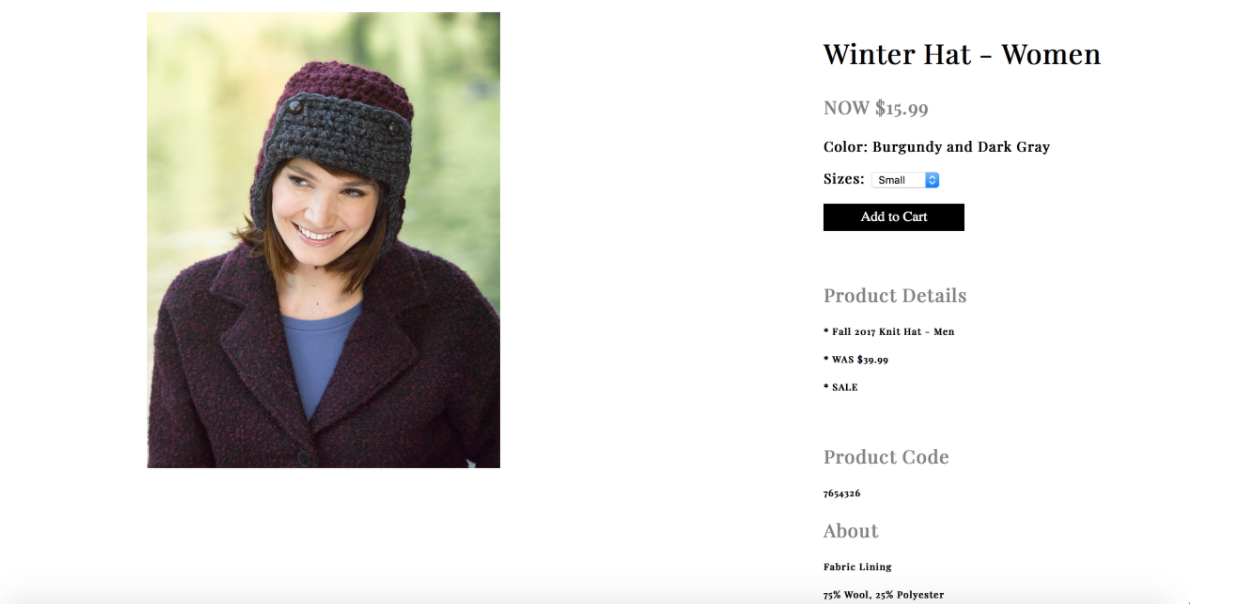 Winter Hat - Women
NOW $15.99
Color: Burgundy and Dark Gray
Sizes: Small
Add to Cart
Product Details
* Fall 2017 Knit Hat - Men
* WAS $39.99
* SALE
Product Code
7654326
About
Fabric Lining
75% Wool, 25% Polyester